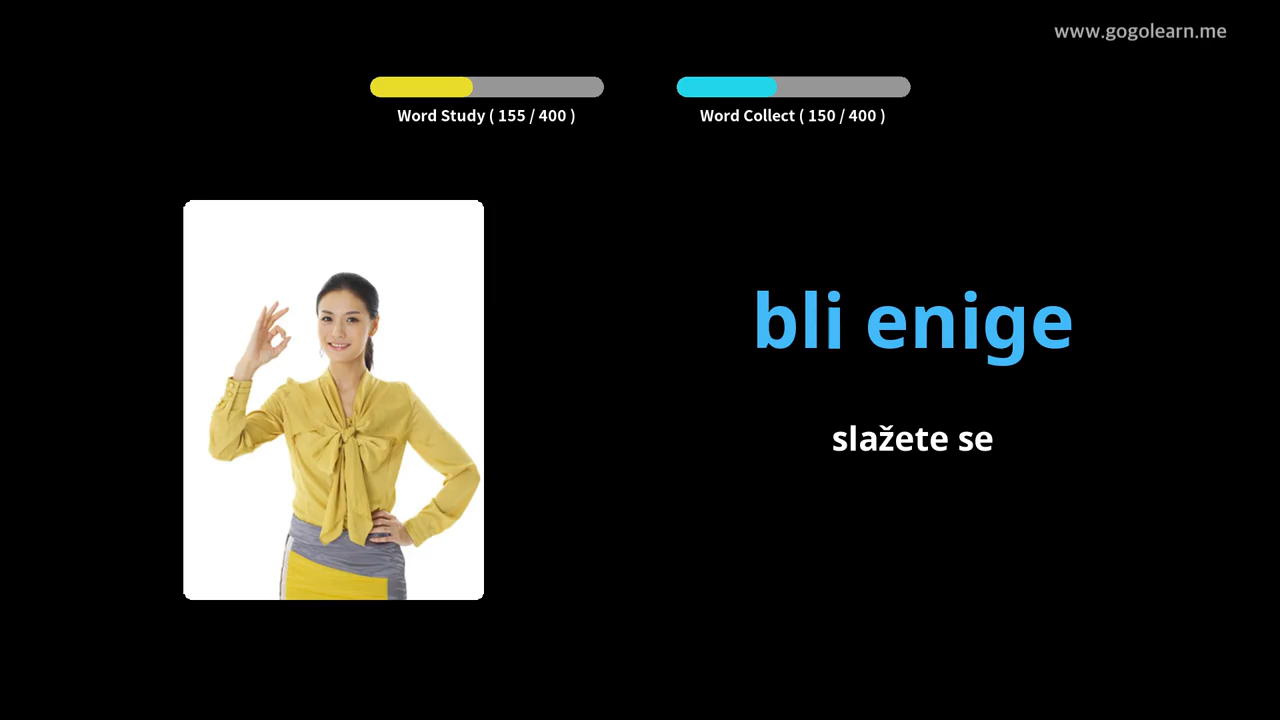 www.gogolearn.me
Word Study ( 155 / 400 )
Word Collect ( 150 / 400 )
bli enige
slažete se